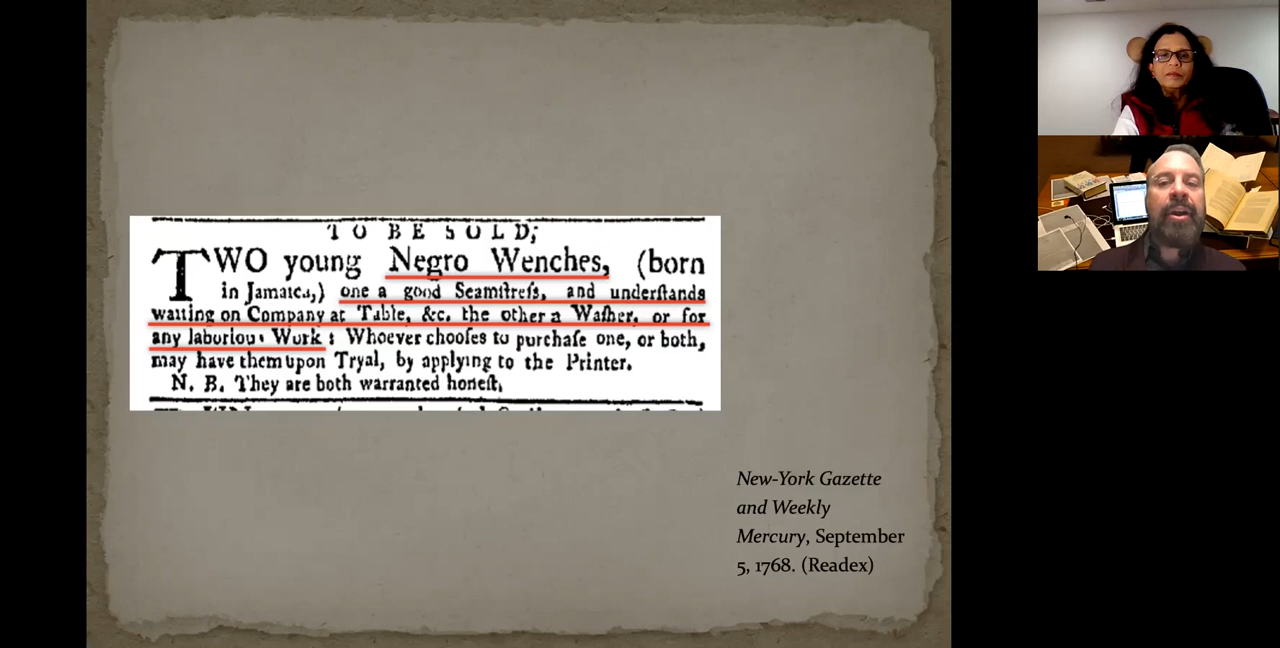 TO BE SOLD;
TWO young Negro Wenches, (born
in Jamaica,) one a good Seamſtreſs, and underſtands
waiting on Company at Table, &c. the other a Waſher, or for
any laborious Work: Whoever chooſes to purchaſe one, or both,
may have them upon Tryal, by applying to the Printer.
N. B. They are both warranted honeſt.
New-York Gazette
and Weekly
Mercury, September
5, 1768. (Readex)